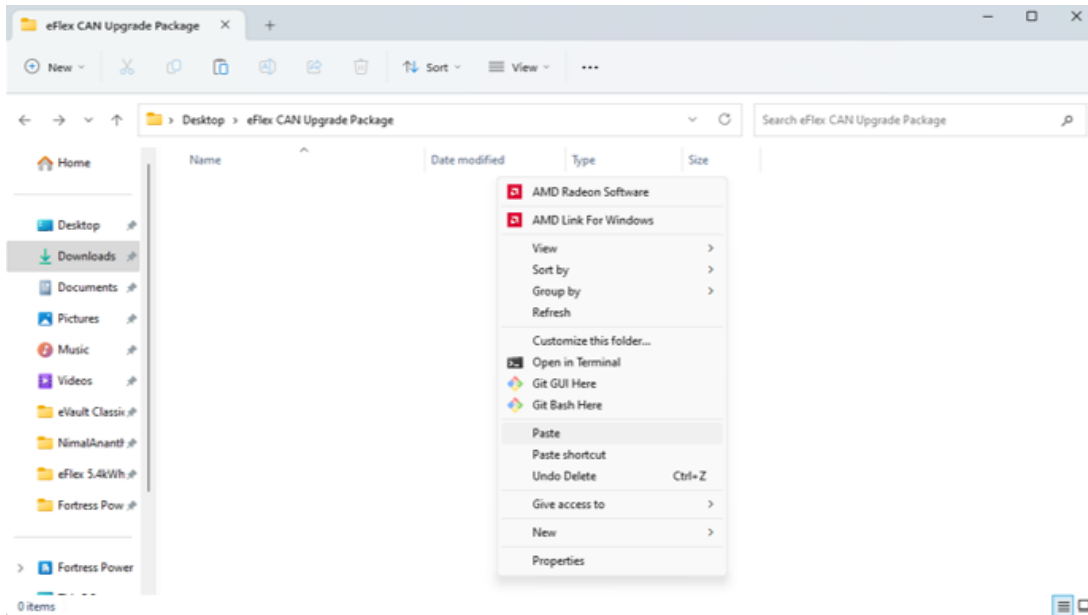 eFlex CAN Upgrade Package
New
Sort
View
Desktop > eFlex CAN Upgrade Package
Search eFlex CAN Upgrade Package
Name
Date modified
Type
Size
Home
Desktop
Downloads
Documents
Pictures
Music
Videos
eVault Classic
NimalAnanth
eFlex 5.4kWh
Fortress Pow
Fortress Power
AMD Radeon Software
AMD Link For Windows
View
Sort by
Group by
Refresh
Customize this folder...
Open in Terminal
Git GUI Here
Git Bash Here
Paste
Paste shortcut
Undo Delete Ctrl+Z
Give access to
New
Properties
0 items